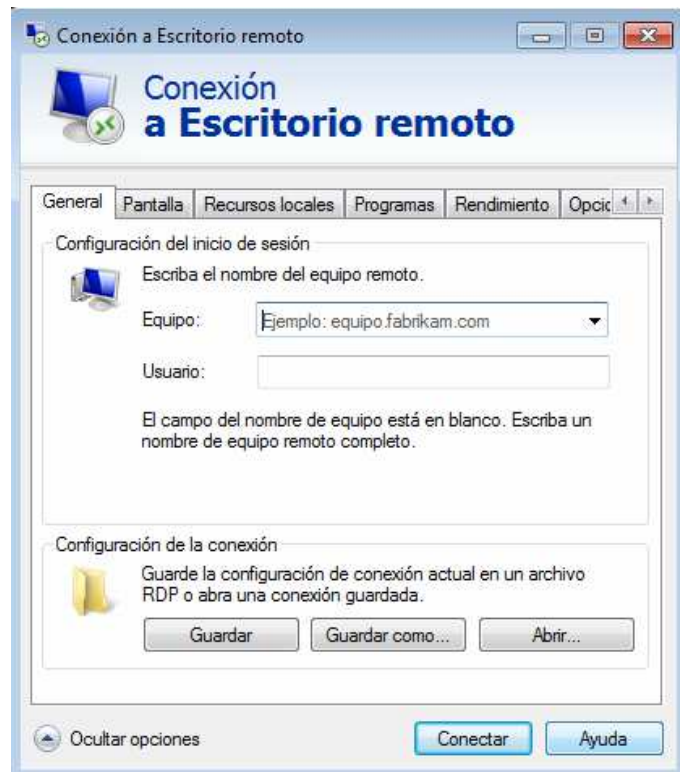 Conexión a Escritorio remoto
Conexión
a Escritorio remoto
General Pantalla Recursos locales Programas Rendimiento Opcic
Configuración del inicio de sesión
Escriba el nombre del equipo remoto.
Equipo: Ejemplo: equipo.fabrikam.com
Usuario:
El campo del nombre de equipo está en blanco. Escriba un
nombre de equipo remoto completo.
Configuración de la conexión
Guarde la configuración de conexión actual en un archivo
RDP o abra una conexión guardada.
Guardar Guardar como... Abrir...
Ocultar opciones Conectar Ayuda